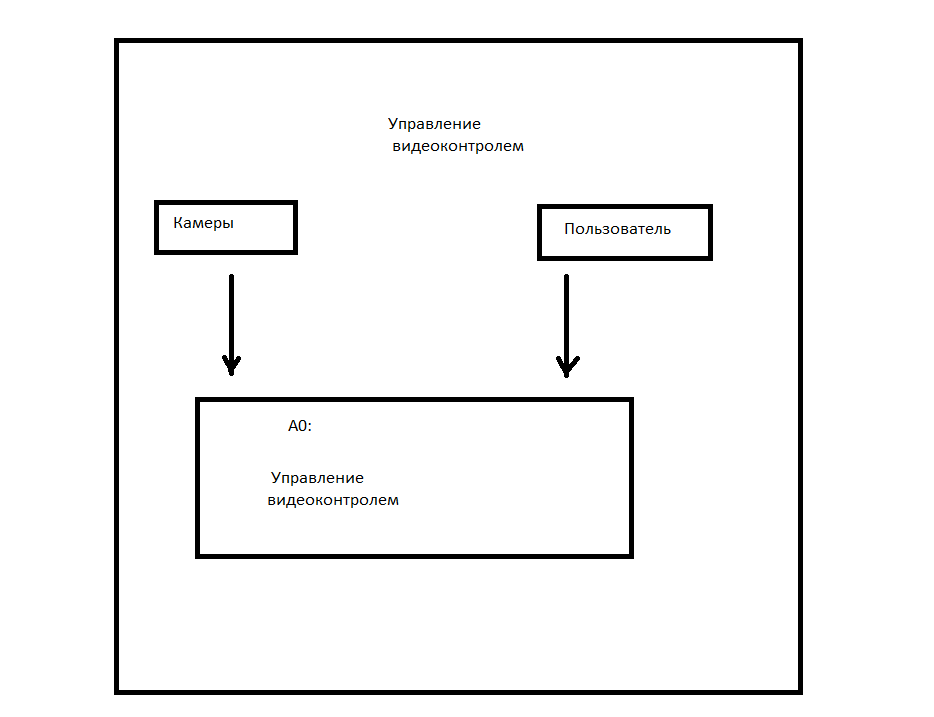 Управление
видеоконтролем
Камеры
Пользователь
А0:
Управление
видеоконтролем